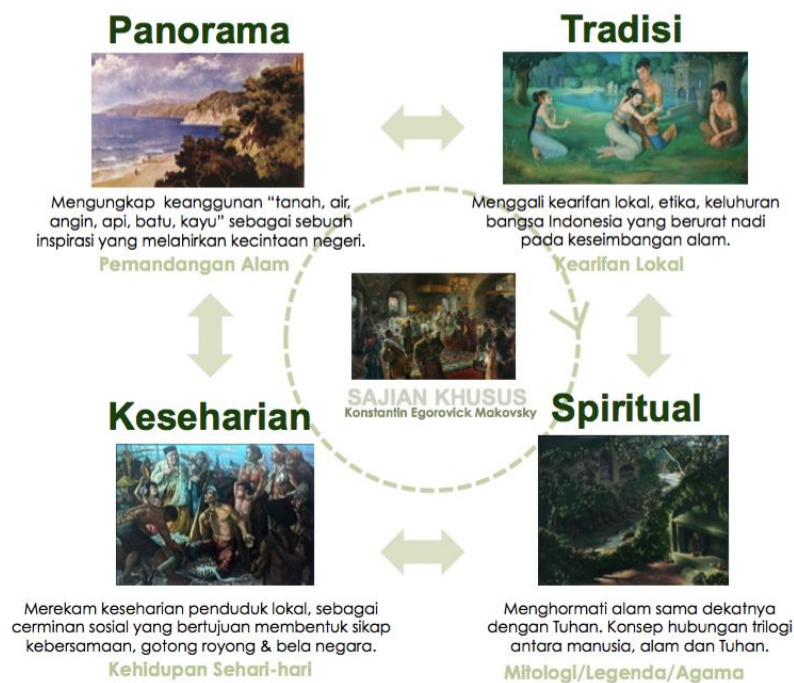 Panorama
Mengungkap keanggunan “tanah, air,
angin, api, batu, kayu” sebagai sebuah
inspirasi yang melahirkan kecintaan negeri.
Pemandangan Alam
Tradisi
Menggali kearifan lokal, etika, keluhuran
bangsa Indonesia yang berurat nadi
pada keseimbangan alam.
Kearifan Lokal
SAJIAN KHUSUS
Konstantin Egorovick Makovsky
Keseharian
Merekam keseharian penduduk lokal, sebagai
cerminan sosial yang bertujuan membentuk sikap
kebersamaan, gotong royong & bela negara.
Kehidupan Sehari-hari
Spiritual
Menghormati alam sama dekatnya
dengan Tuhan. Konsep hubungan trilogi
antara manusia, alam dan Tuhan.
Mitologi/Legenda/Agama